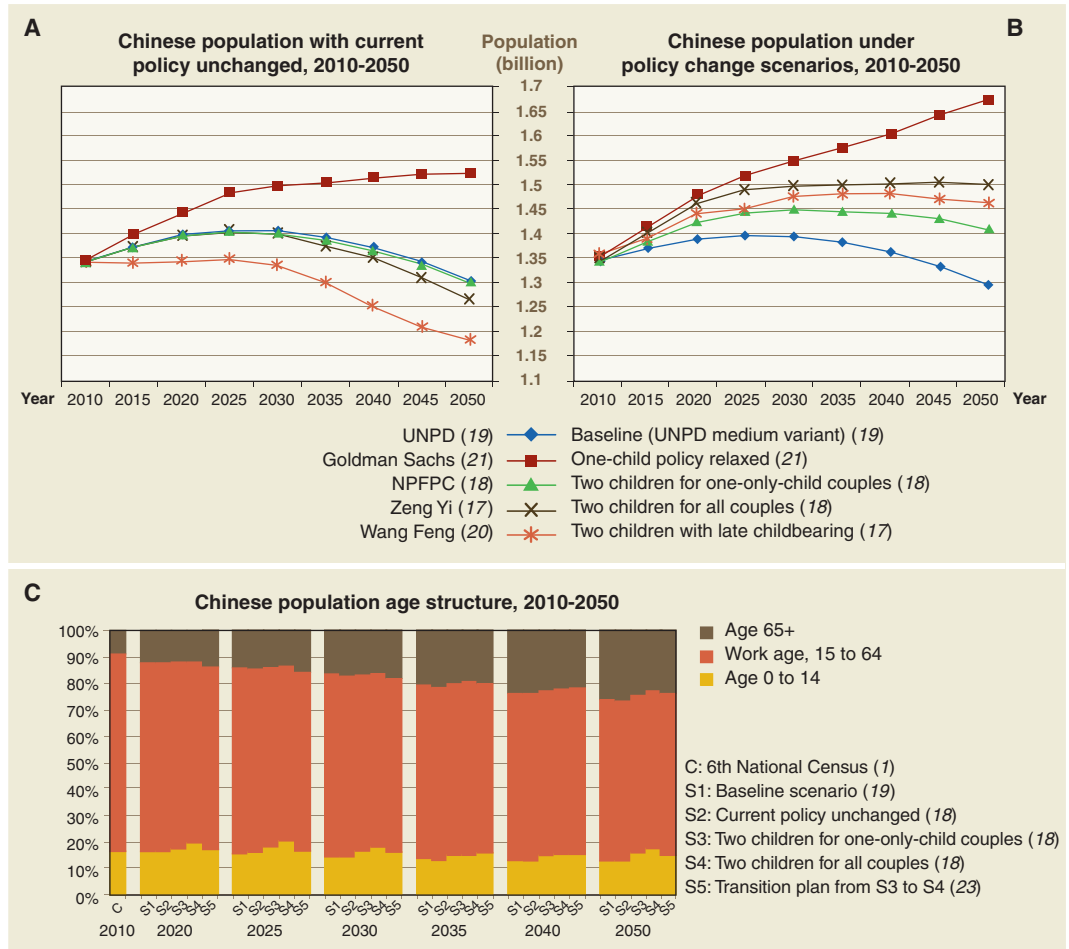 A
Chinese population with current
policy unchanged, 2010-2050
Population
(billion)
B
Chinese population under
policy change scenarios, 2010-2050
1.7
1.65
1.6
1.55
1.5
1.45
1.4
1.35
1.3
1.25
1.2
1.15
1.1
Year 2010 2015 2020 2025 2030 2035 2040 2045 2050
2010 2015 2020 2025 2030 2035 2040 2045 2050 Year
UNPD (19) Baseline (UNPD medium variant) (19)
Goldman Sachs (21) One-child policy relaxed (21)
NPFPC (18) Two children for one-only-child couples (18)
Zeng Yi (17) Two children for all couples (18)
Wang Feng (20) Two children with late childbearing (17)
C
Chinese population age structure, 2010-2050
100%
90%
80%
70%
60%
50%
40%
30%
20%
10%
0%
C S1 S2 S3 S4 S5 S1 S2 S3 S4 S5 S1 S2 S3 S4 S5 S1 S2 S3 S4 S5 S1 S2 S3 S4 S5 S1 S2 S3 S4 S5
2010 2020 2025 2030 2035 2040 2050
Age 65+
Work age, 15 to 64
Age 0 to 14
C: 6th National Census (1)
S1: Baseline scenario (19)
S2: Current policy unchanged (18)
S3: Two children for one-only-child couples (18)
S4: Two children for all couples (18)
S5: Transition plan from S3 to S4 (23)